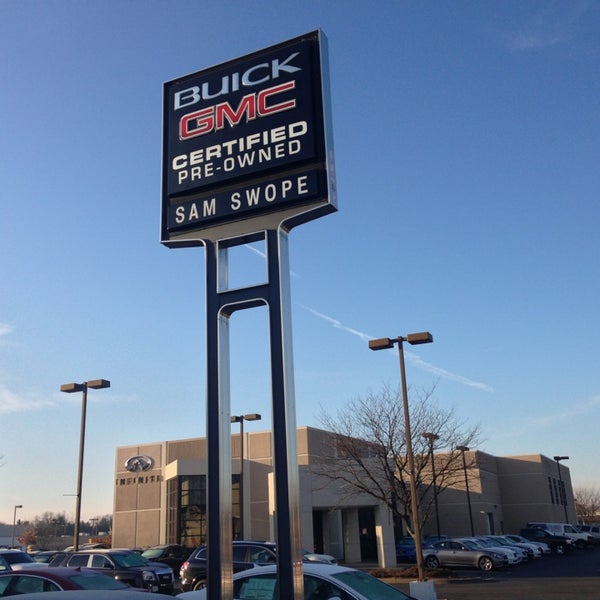 BUICK
GMC
CERTIFIED
PRE-OWNED
SAM SWOPE
INFINITI